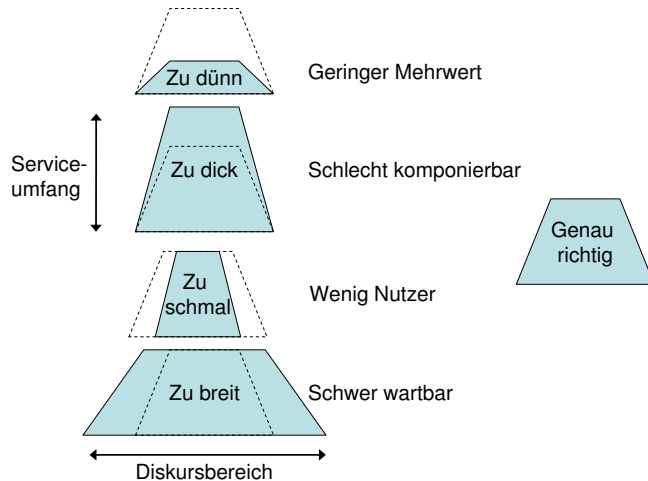 Zu dünn
Geringer Mehrwert
Service-
umfang
Zu dick
Schlecht komponierbar
Genau
richtig
Zu
schmal
Wenig Nutzer
Zu breit
Schwer wartbar
Diskursbereich